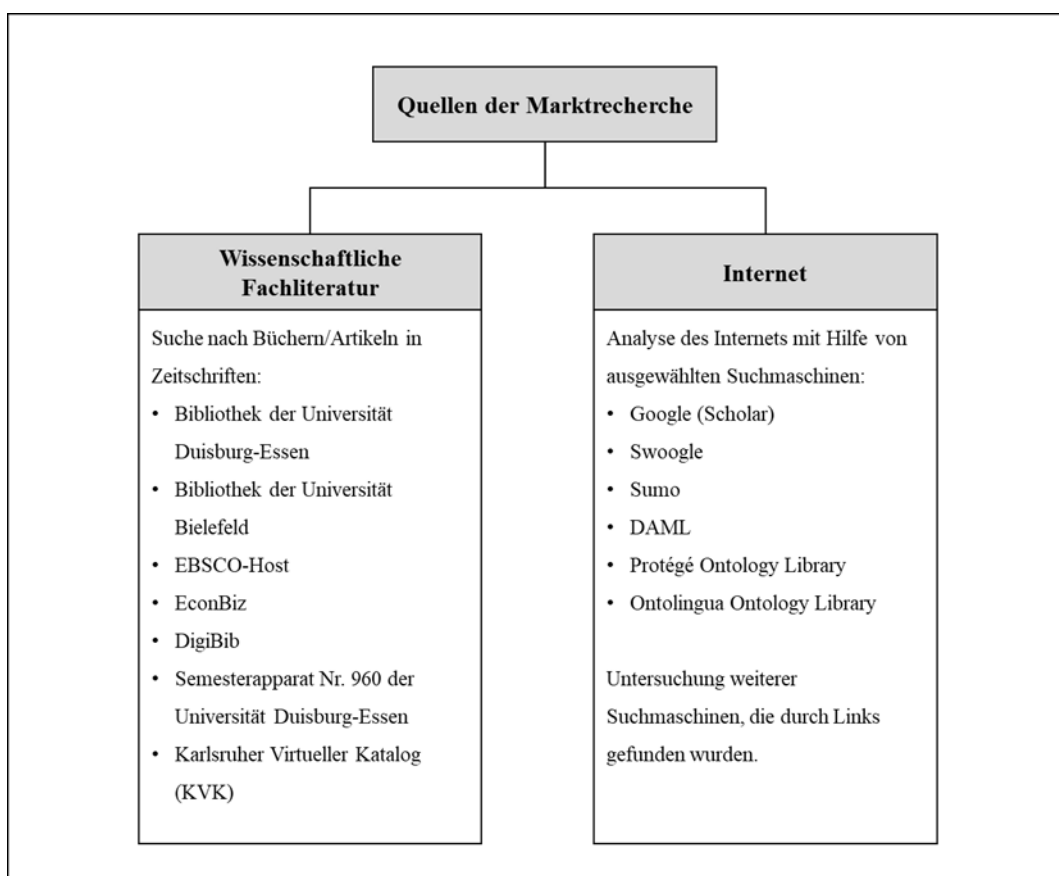 Quellen der Marktrecherche
Wissenschaftliche
Fachliteratur
Suche nach Büchern/Artikeln in
Zeitschriften:
• Bibliothek der Universität
Duisburg-Essen
• Bibliothek der Universität
Bielefeld
• EBSCO-Host
• EconBiz
• DigiBib
• Semesterapparat Nr. 960 der
Universität Duisburg-Essen
• Karlsruher Virtueller Katalog
(KVK)
Internet
Analyse des Internets mit Hilfe von
ausgewählten Suchmaschinen:
• Google (Scholar)
• Swoogle
• Sumo
• DAML
• Protégé Ontology Library
• Ontolingua Ontology Library
Untersuchung weiterer
Suchmaschinen, die durch Links
gefunden wurden.